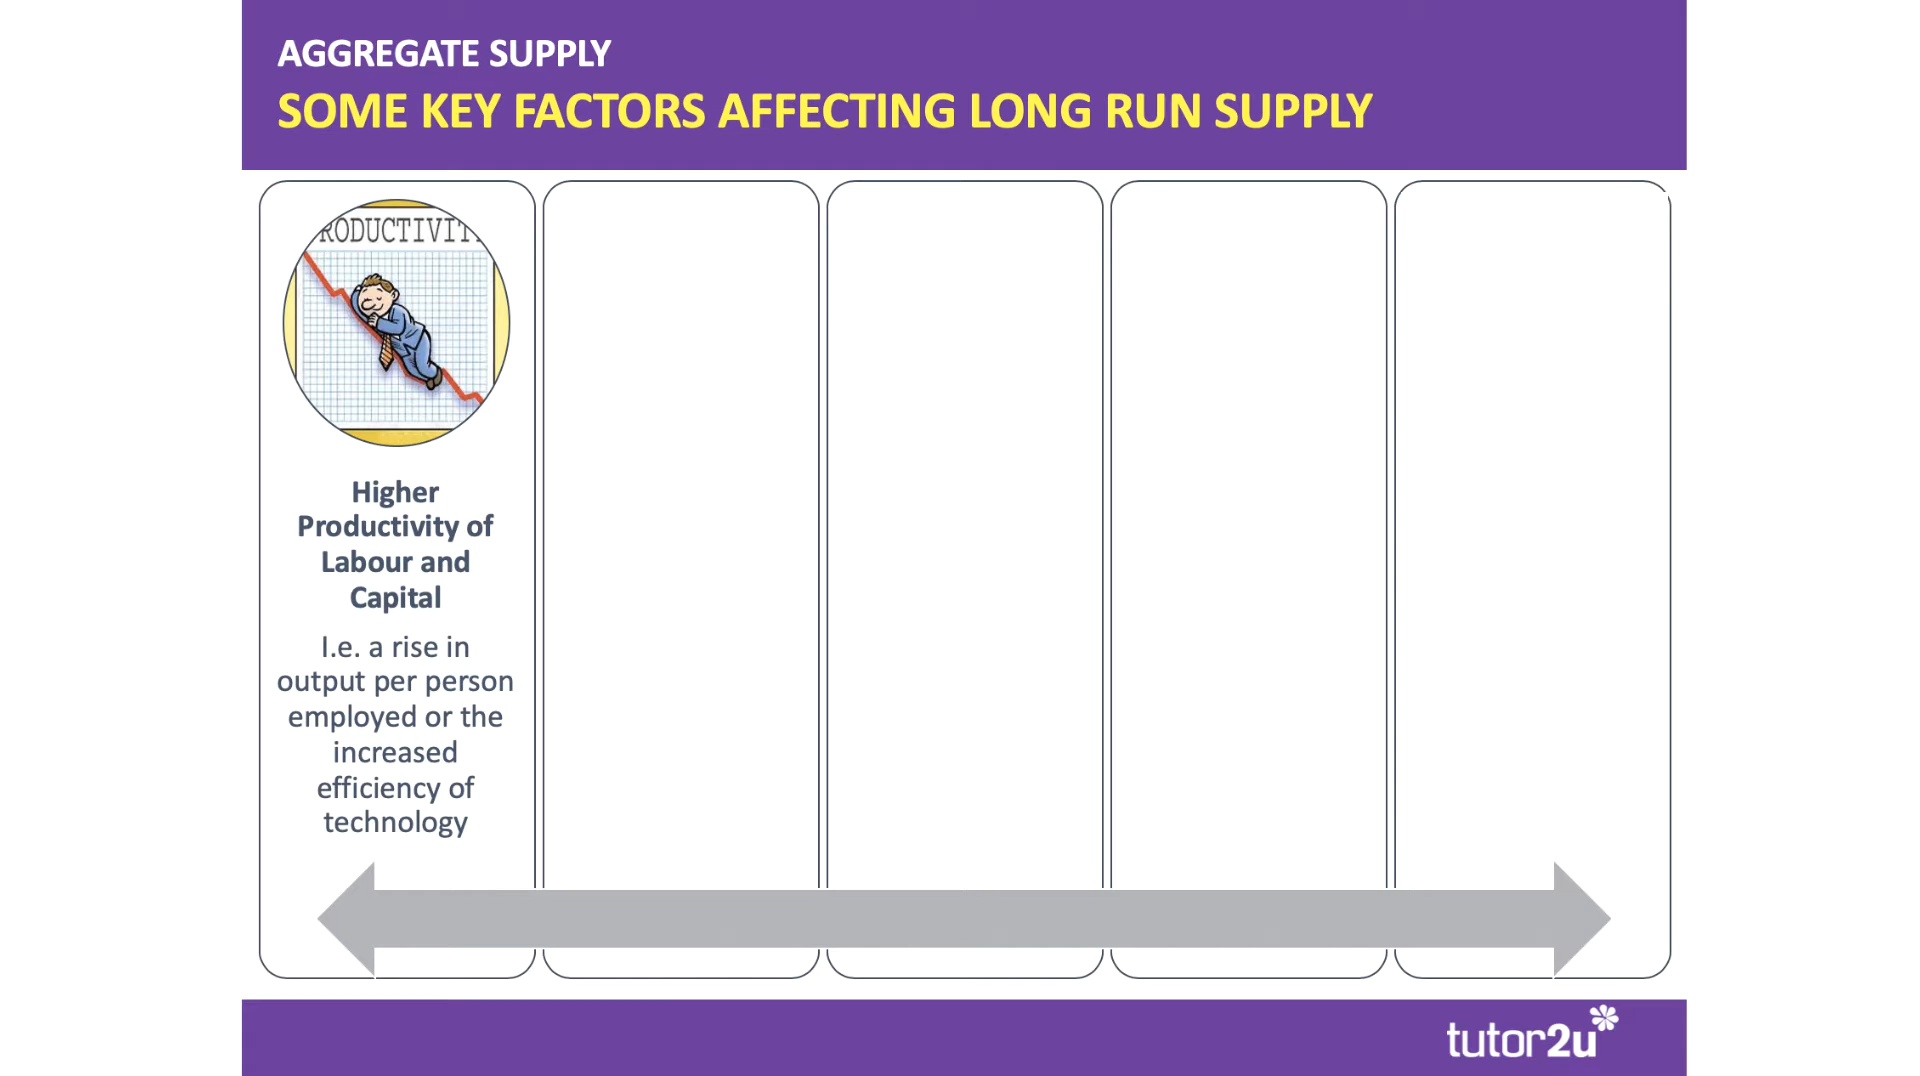 AGGREGATE SUPPLY
SOME KEY FACTORS AFFECTING LONG RUN SUPPLY
RODUCTIVIT
Higher
Productivity of
Labour and
Capital
I.e. a rise in
output per person
employed or the
increased
efficiency of
technology
tutor2u